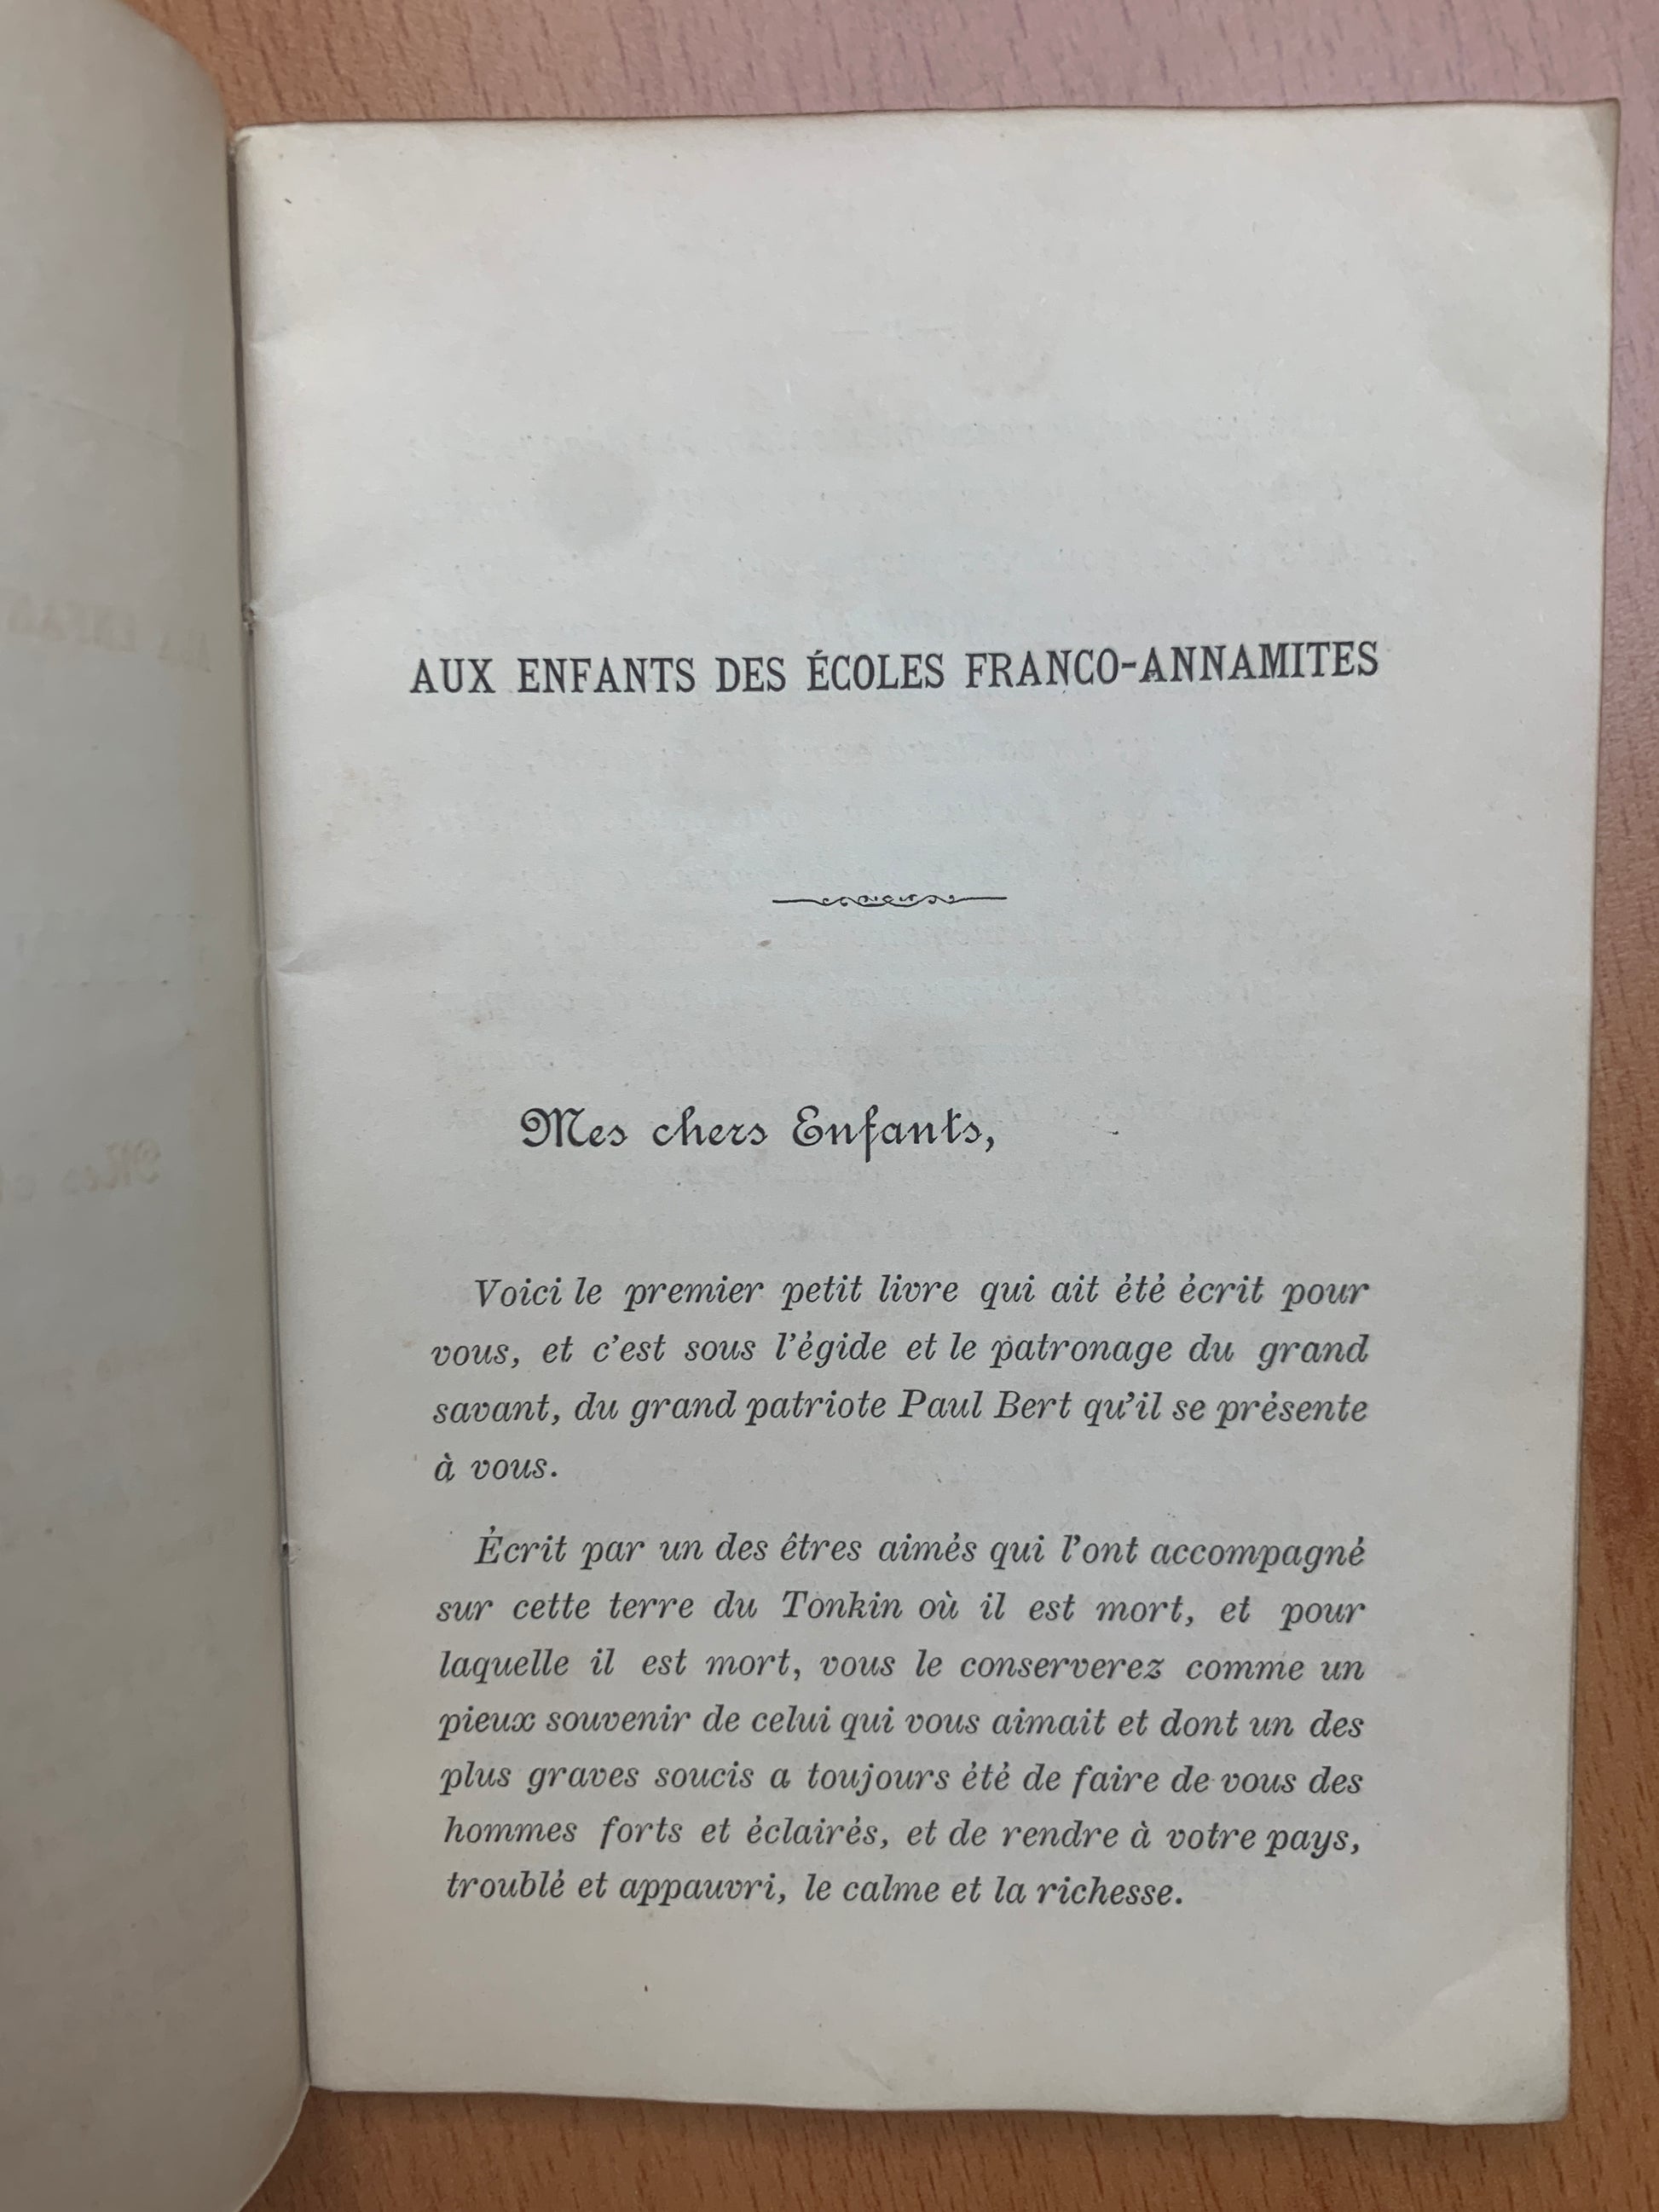 AUX ENFANTS DES ÉCOLES FRANCO-ANNAMITES
Mes chers Enfants,
Voici le premier petit livre qui ait été écrit pour
vous, et c'est sous l'égide et le patronage du grand
savant, du grand patriote Paul Bert qu'il se présente
à vous.
Écrit par un des êtres aimés qui l'ont accompagné
sur cette terre du Tonkin où il est mort, et pour
laquelle il est mort, vous le conserverez comme un
pieux souvenir de celui qui vous aimait et dont un des
plus graves soucis a toujours été de faire de vous des
hommes forts et éclairés, et de rendre à votre pays,
troublé et appauvri, le calme et la richesse.